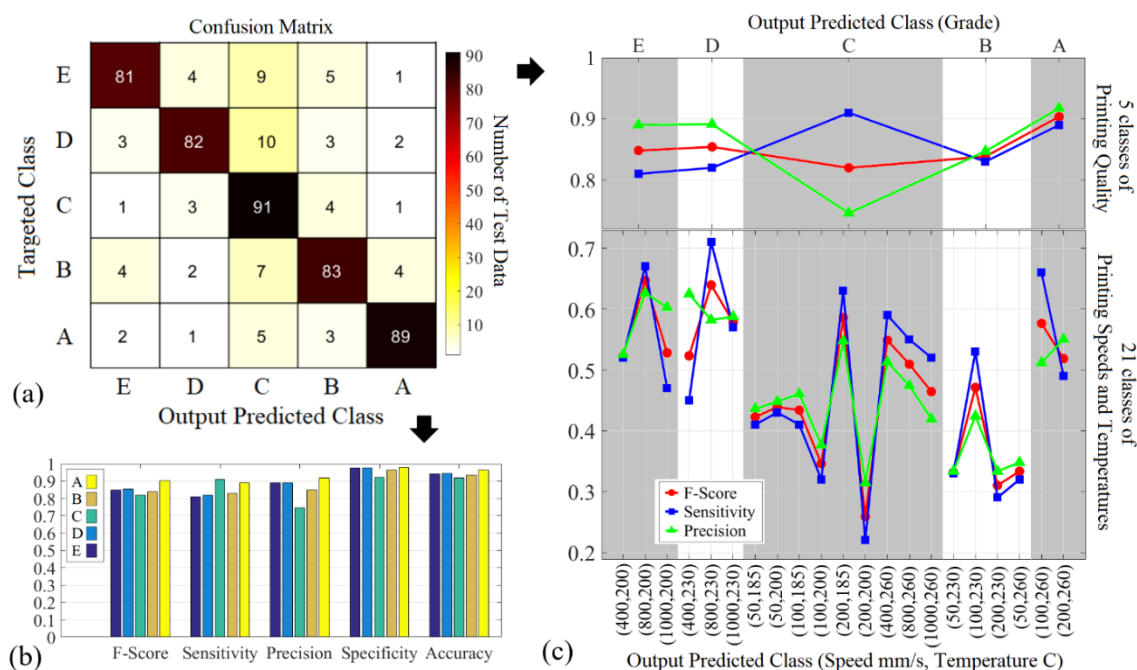 Confusion Matrix
Targeted Class
E 81 4 9 5 1
D 3 82 10 3 2
C 1 3 91 4 1
B 4 2 7 83 4
A 2 1 5 3 89
E D C B A
Output Predicted Class
90
80
70
60
50
40
30
20
10
Number of Test Data
(a)
1
0.9
0.8
0.7
0.6
0.5
0.4
0.3
0.2
0.1
0
A
B
C
D
E
F-Score Sensitivity Precision Specificity Accuracy
(b)
Output Predicted Class (Grade)
E D C B A
1
0.9
0.8
5 classes of
Printing Quality
0.7
0.6
0.5
0.4
0.3
0.2
F-Score
Sensitivity
Precision
21 classes of
Printing Speeds and Temperatures
(400,200)
(800,200)
(1000,200)
(400,230)
(800,230)
(1000,230)
(50,185)
(50,200)
(100,185)
(100,200)
(200,185)
(200,200)
(400,260)
(800,260)
(1000,260)
(50,230)
(100,230)
(200,230)
(50,260)
(100,260)
(200,260)
(c)
Output Predicted Class (Speed mm/s, Temperature C)